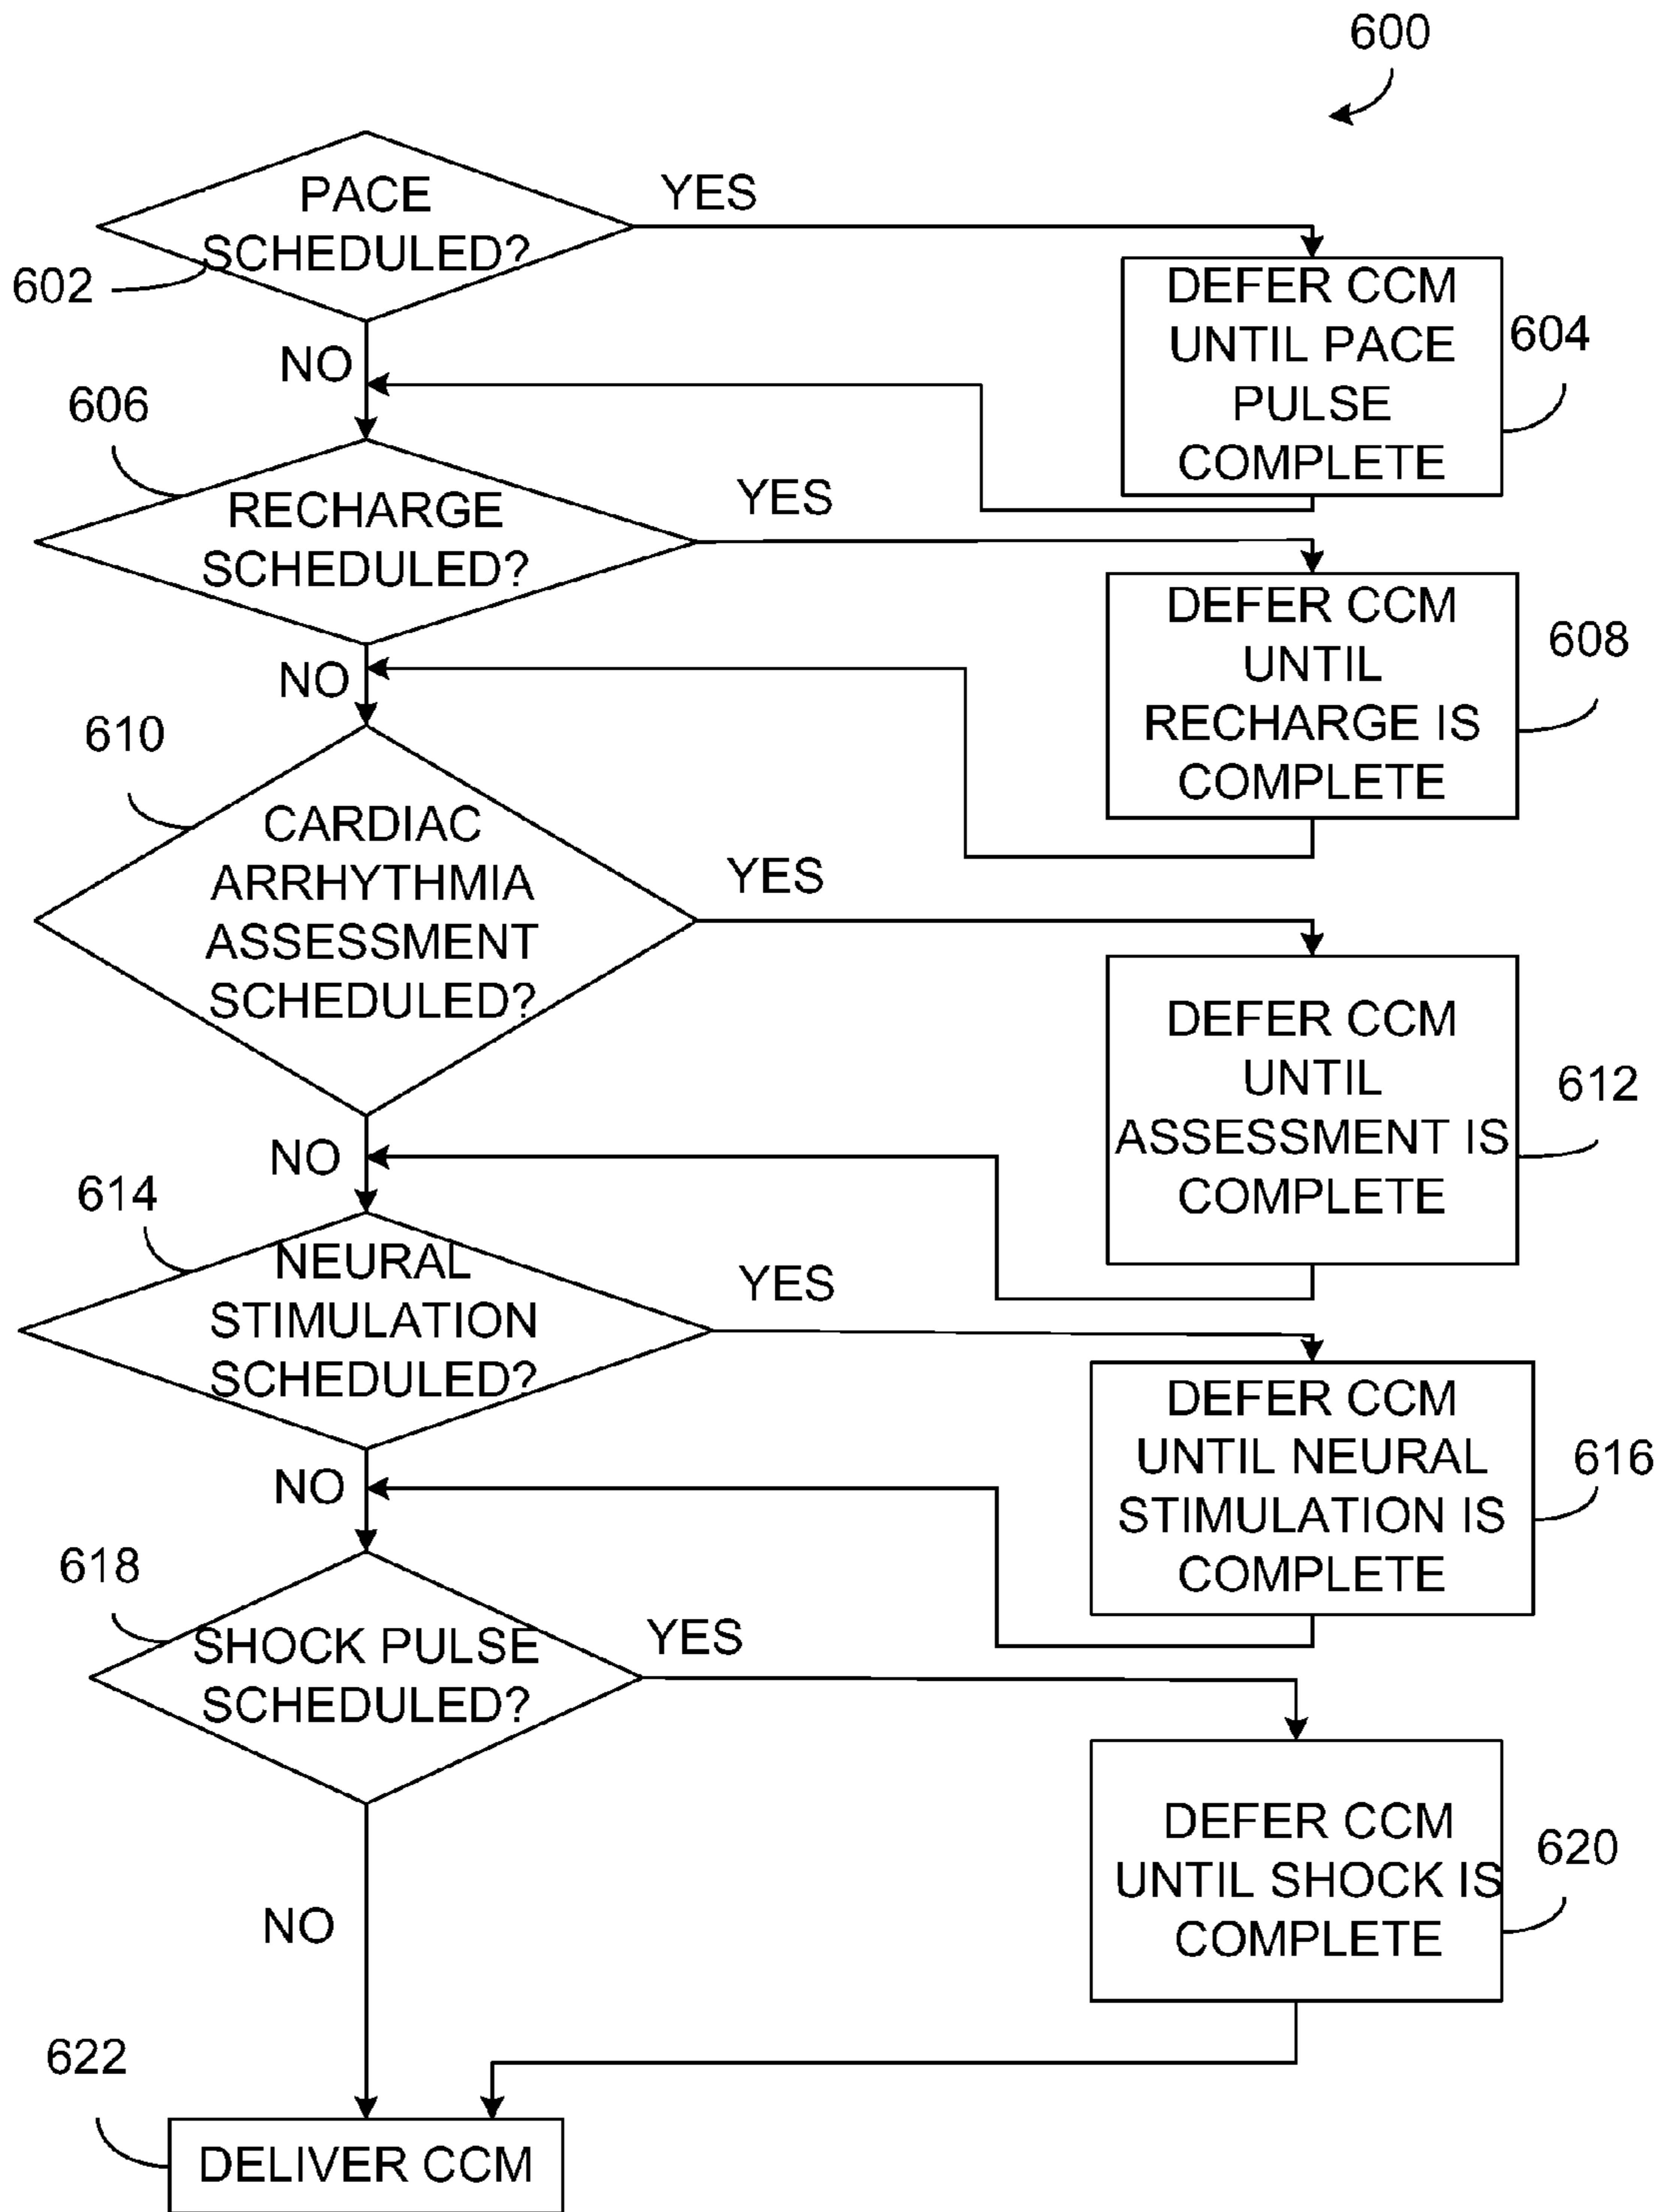 600
PACE
SCHEDULED?
602
YES
DEFER CCM
UNTIL PACE
PULSE
COMPLETE
604
NO
606
RECHARGE
SCHEDULED?
YES
DEFER CCM
UNTIL
RECHARGE IS
COMPLETE
608
NO
610
CARDIAC
ARRHYTHMIA
ASSESSMENT
SCHEDULED?
YES
DEFER CCM
UNTIL
ASSESSMENT IS
COMPLETE
612
NO
614
NEURAL
STIMULATION
SCHEDULED?
YES
DEFER CCM
UNTIL NEURAL
STIMULATION IS
COMPLETE
616
NO
618
SHOCK PULSE
SCHEDULED?
YES
DEFER CCM
UNTIL SHOCK IS
COMPLETE
620
NO
622
DELIVER CCM